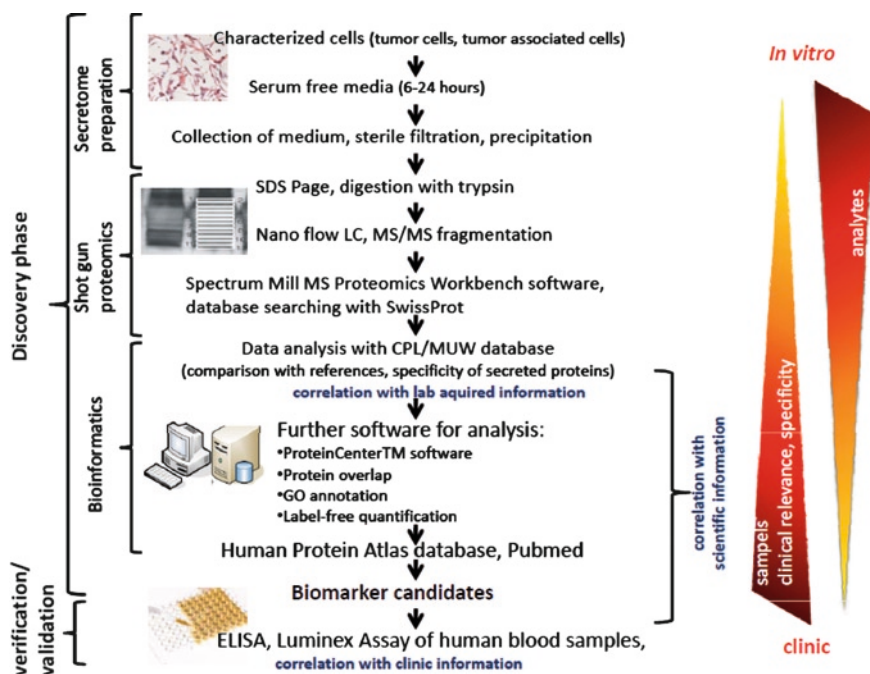 Characterized cells (tumor cells, tumor associated cells)
Serum free media (6-24 hours)
Collection of medium, sterile filtration, precipitation
SDS Page, digestion with trypsin
Nano flow LC, MS/MS fragmentation
Spectrum Mill MS Proteomics Workbench software,
database searching with SwissProt
Data analysis with CPL/MUW database
(comparison with references, specificity of secreted proteins)
correlation with lab aquired information
Further software for analysis:
•ProteinCenterTM software
•Protein overlap
•GO annotation
•Label-free quantification
Human Protein Atlas database, Pubmed
Biomarker candidates
ELISA, Luminex Assay of human blood samples,
correlation with clinic information
Discovery phase
verification/
validation
Secretome
preparation
Shot gun
proteomics
Bioinformatics
correlation with
scientific information
In vitro
analytes
sampels
clinical relevance, specificity
clinic